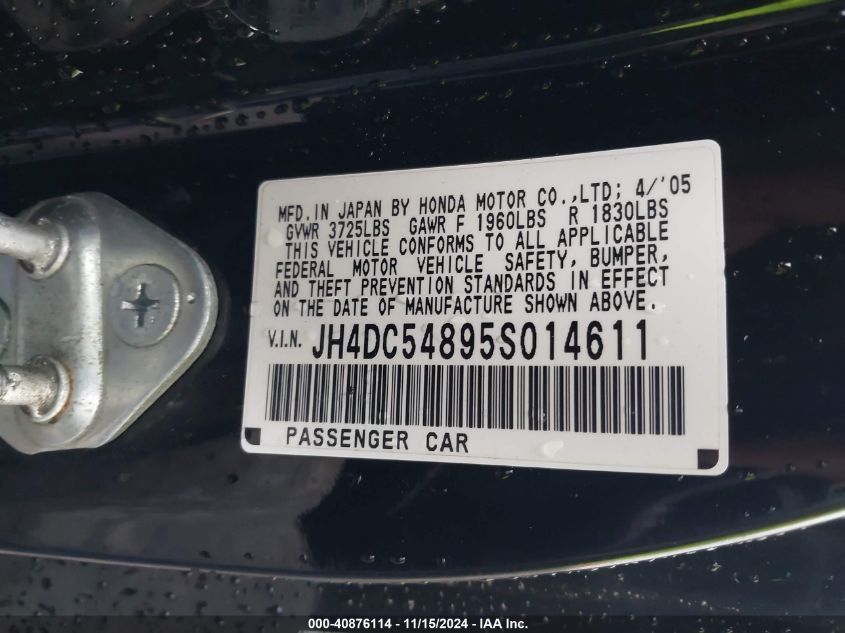 MFD. IN JAPAN BY HONDA MOTOR CO.,LTD; 4/'05
GVWR 3725LBS GAWR F 1960LBS R 1830LBS
THIS VEHICLE CONFORMS TO ALL APPLICABLE
FEDERAL MOTOR VEHICLE SAFETY, BUMPER,
AND THEFT PREVENTION STANDARDS IN EFFECT
ON THE DATE OF MANUFACTURE SHOWN ABOVE.
V.I.N. JH4DC54895S014611
PASSENGER CAR
000-40876114 - 11/15/2024 - IAA Inc.